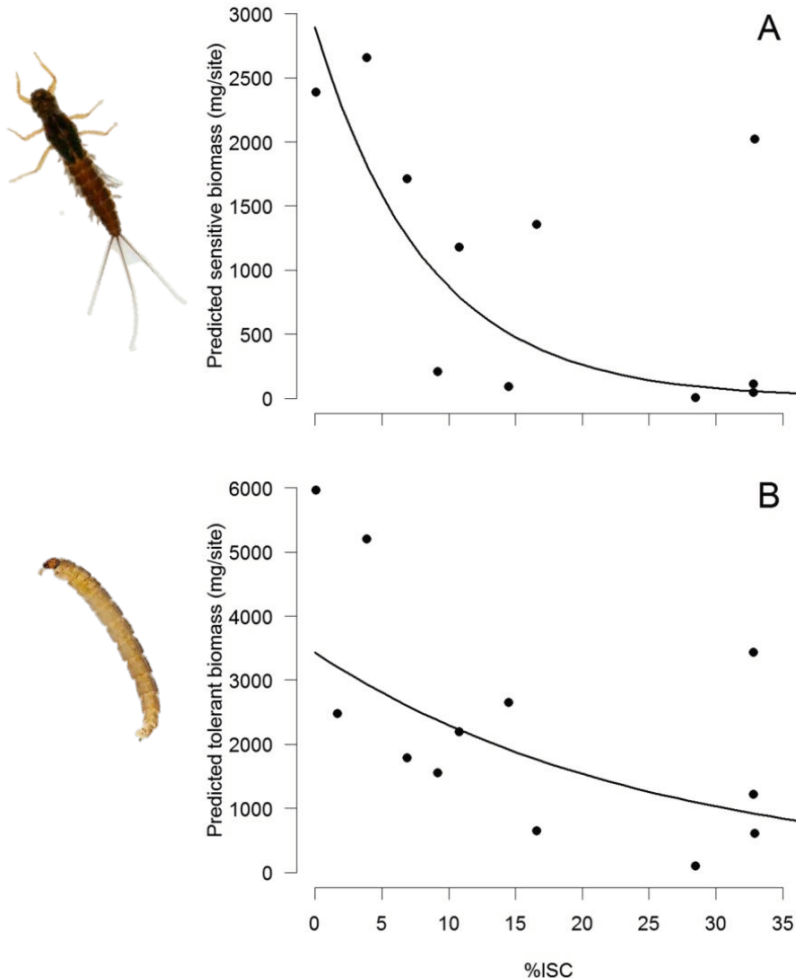 A
Predicted sensitive biomass (mg/site)
3000
2500
2000
1500
1000
500
0
B
Predicted tolerant biomass (mg/site)
6000
5000
4000
3000
2000
1000
0
0 5 10 15 20 25 30 35
%ISC